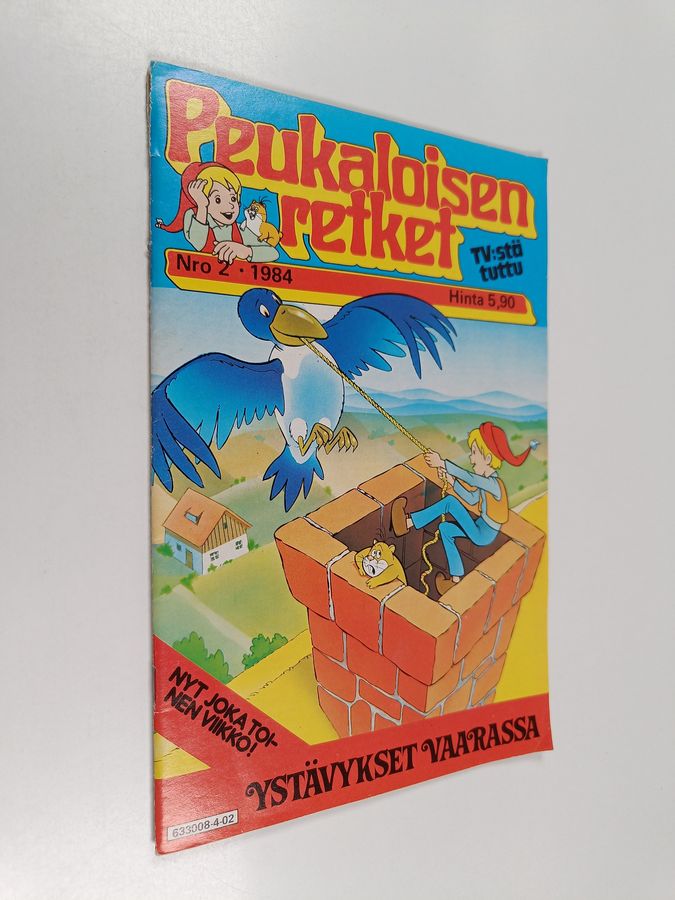 Peukaloisen
retket
TV:stä
tuttu
Nro 2 · 1984
Hinta 5,90
NYT JOKA TOI-
NEN VIIKKO!
YSTÄVYKSET VAARASSA
633008-4-02